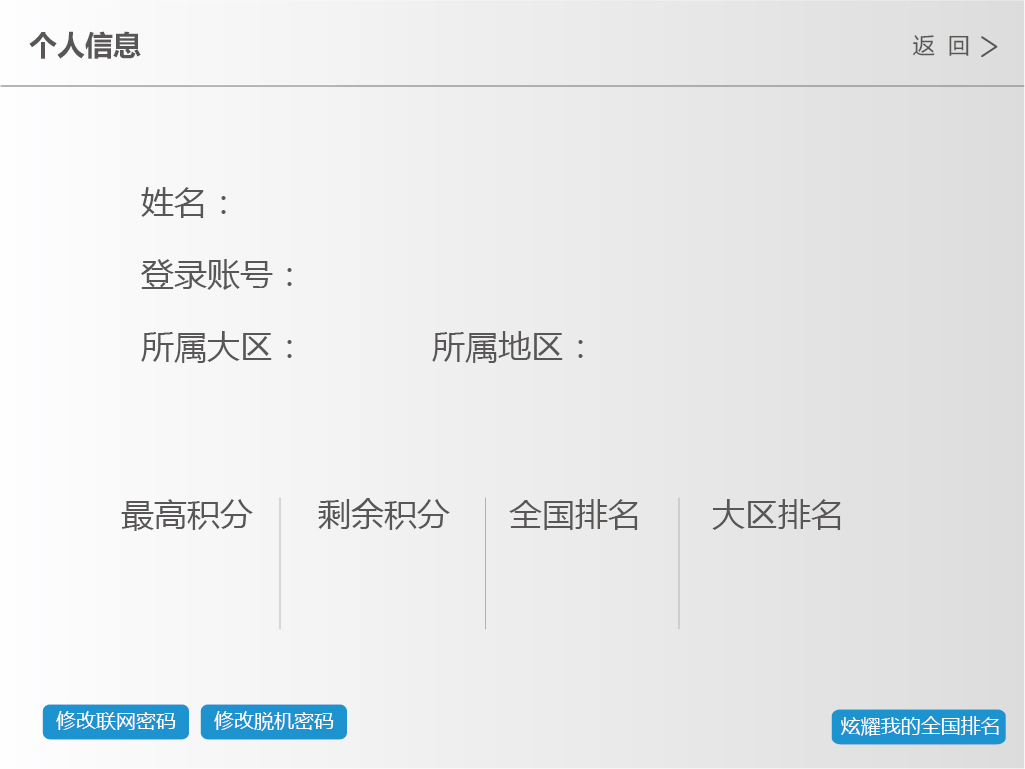 个人信息
返 回
姓名：
登录账号：
所属大区： 所属地区：
最高积分 剩余积分 全国排名 大区排名
修改联网密码 修改脱机密码 炫耀我的全国排名